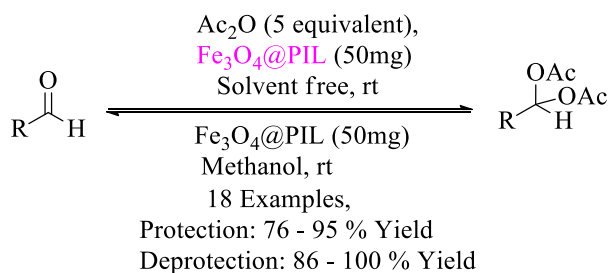 Ac₂O (5 equivalent),
Fe₃O₄@PIL (50mg)
Solvent free, rt
O
R
H
OAc
OAc
R
H
Fe₃O₄@PIL (50mg)
Methanol, rt
18 Examples,
Protection: 76 - 95 % Yield
Deprotection: 86 - 100 % Yield